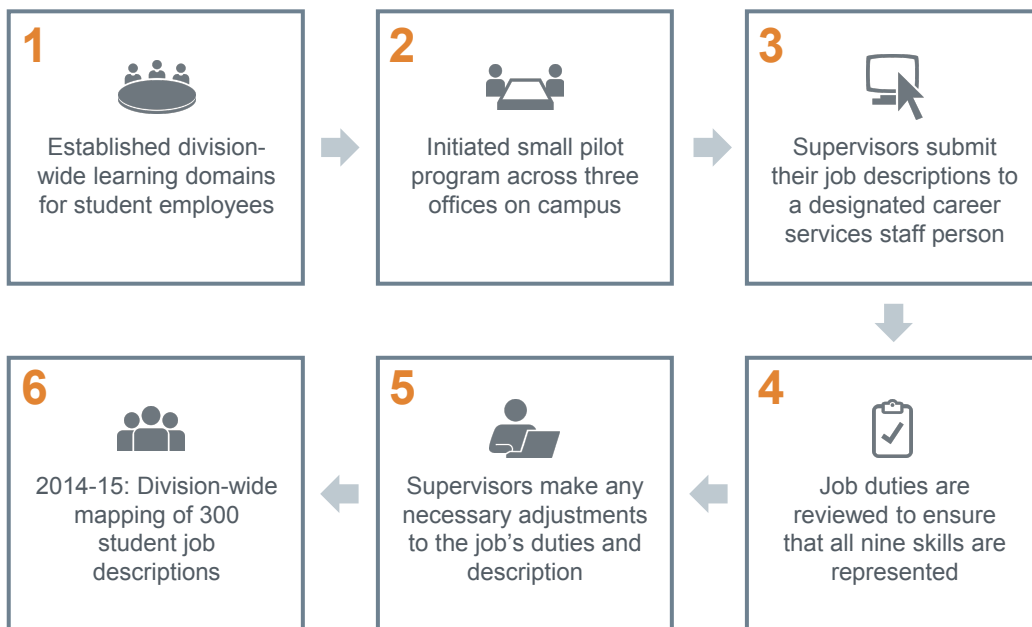 1
Established division-
wide learning domains
for student employees
2
Initiated small pilot
program across three
offices on campus
3
Supervisors submit
their job descriptions to
a designated career
services staff person
4
Job duties are
reviewed to ensure
that all nine skills are
represented
5
Supervisors make any
necessary adjustments
to the job’s duties and
description
6
2014-15: Division-wide
mapping of 300
student job
descriptions